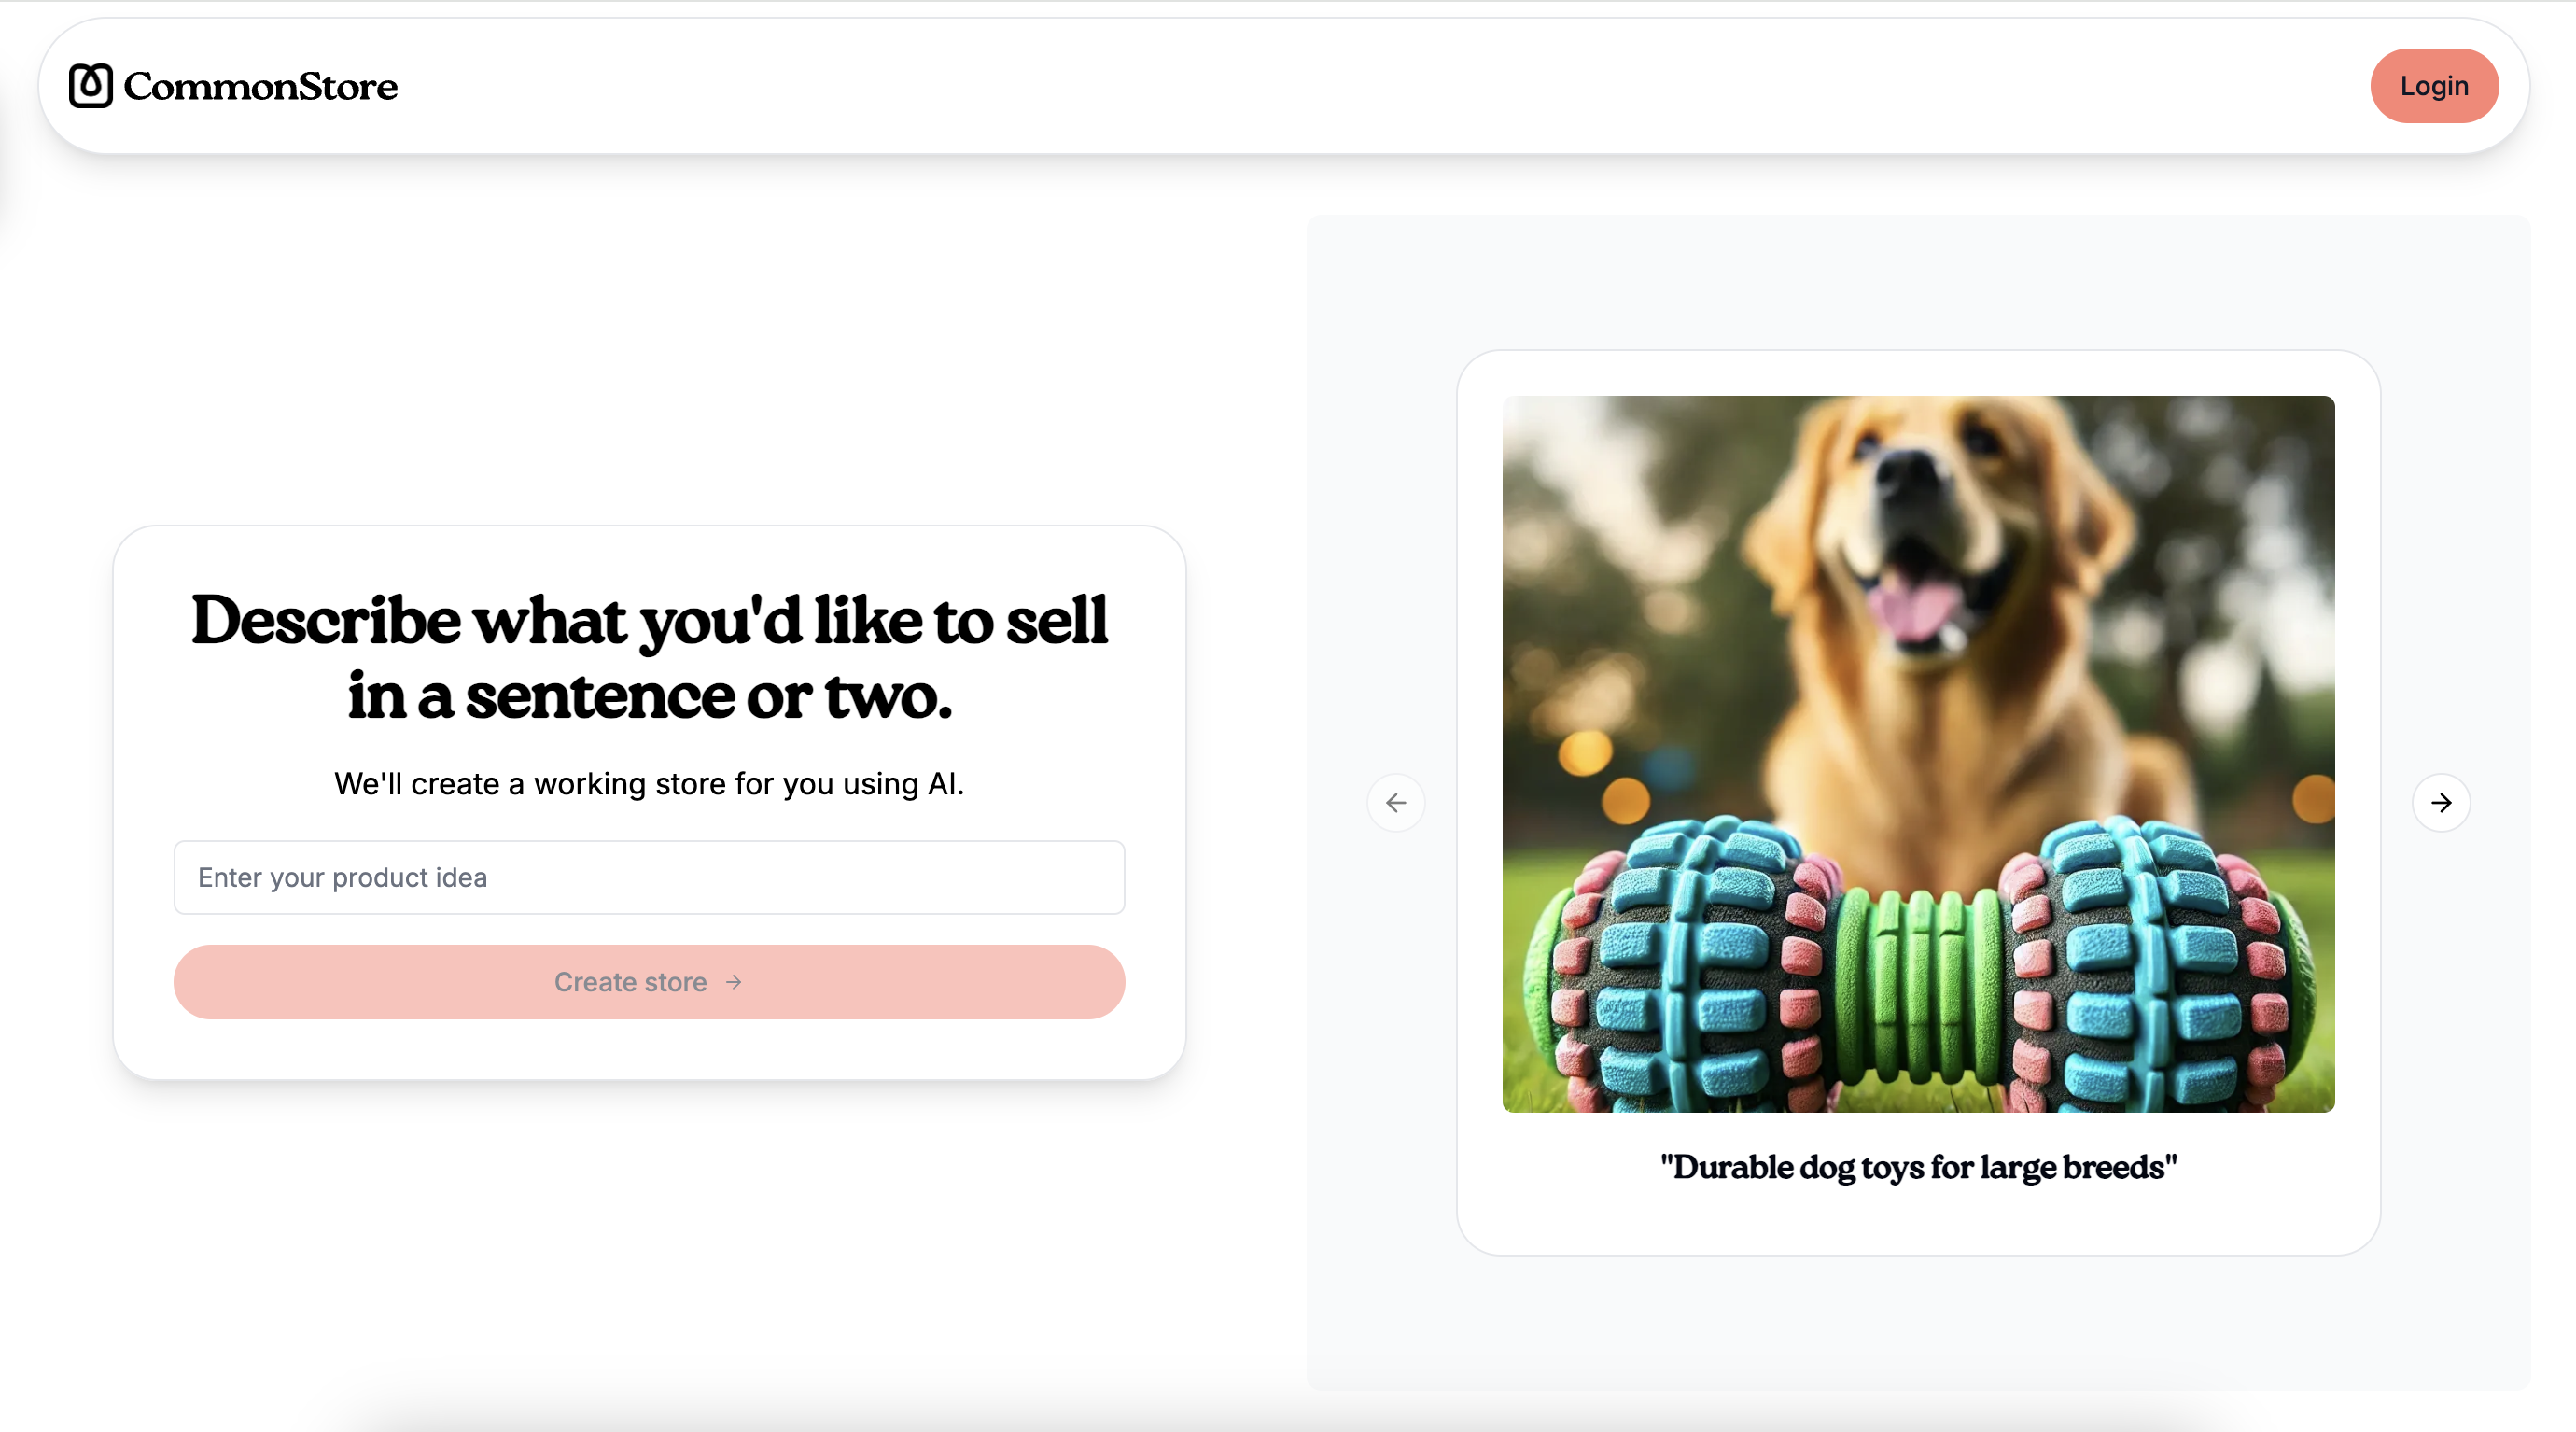 CommonStore
Login
Describe what you'd like to sell
in a sentence or two.
We'll create a working store for you using AI.
Enter your product idea
Create store →
"Durable dog toys for large breeds"